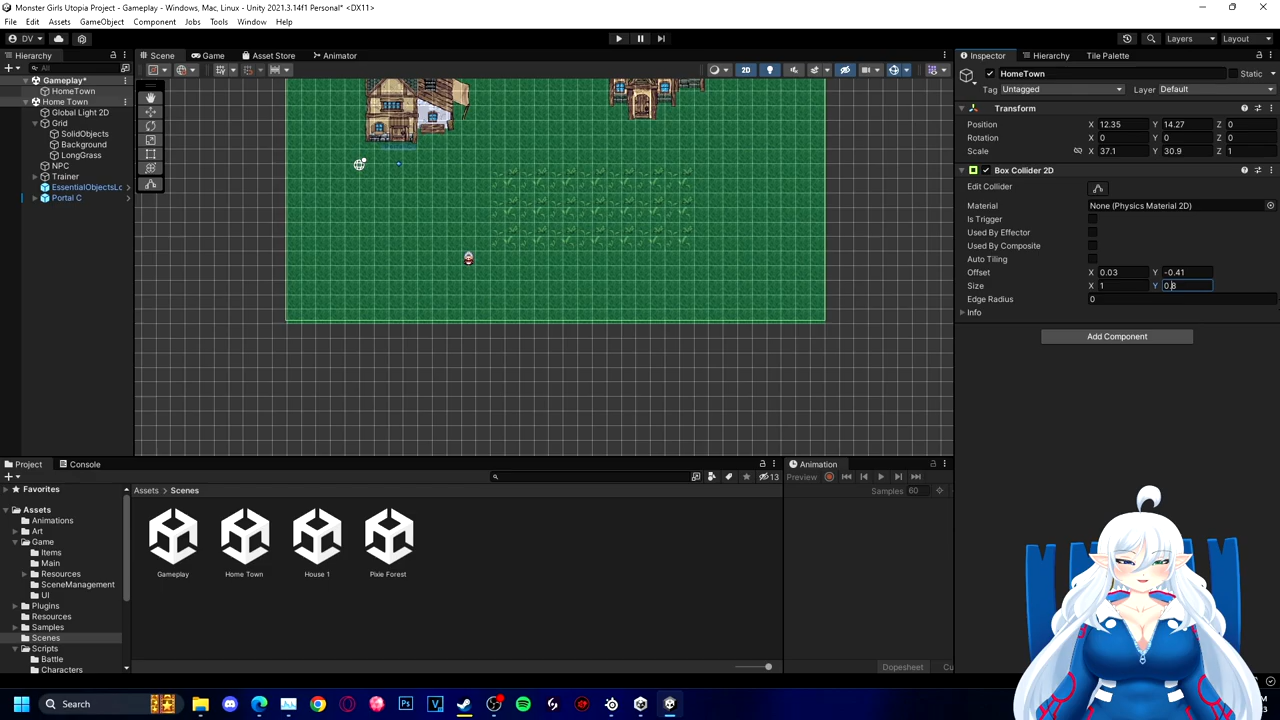 Monster Girls Utopia Project - Gameplay - Windows, Mac, Linux - Unity 2021.3.14f1 Personal* <DX11>
File Edit Assets GameObject Component Jobs Tools Window Help
DV Layers Layout
Hierarchy Scene Game Asset Store Animator Inspector Hierarchy Tile Palette
All
Gameplay*
HomeTown
Home Town
Global Light 2D
Grid
SolidObjects
Background
LongGrass
NPC
Trainer
EssentialObjectsLo
Portal C
2D
HomeTown Static
Tag Untagged Layer Default
Transform
Position X 12.35 Y 14.27 Z 0
Rotation X 0 Y 0 Z 0
Scale X 37.1 Y 30.9 Z 1
Box Collider 2D
Edit Collider
Material None (Physics Material 2D)
Is Trigger
Used By Effector
Used By Composite
Auto Tiling
Offset X 0.03 Y -0.41
Size X 1 Y 0.8
Edge Radius 0
Info
Add Component
Project Console Animation
13 Preview Samples 60
Favorites
Assets > Scenes
Assets
Animations
Art
Game
Items
Main
Resources
SceneManagement
UI
Plugins
Resources
Samples
Scenes
Scripts
Battle
Characters
Gameplay Home Town House 1 Pixie Forest
Dopesheet Cu
Search